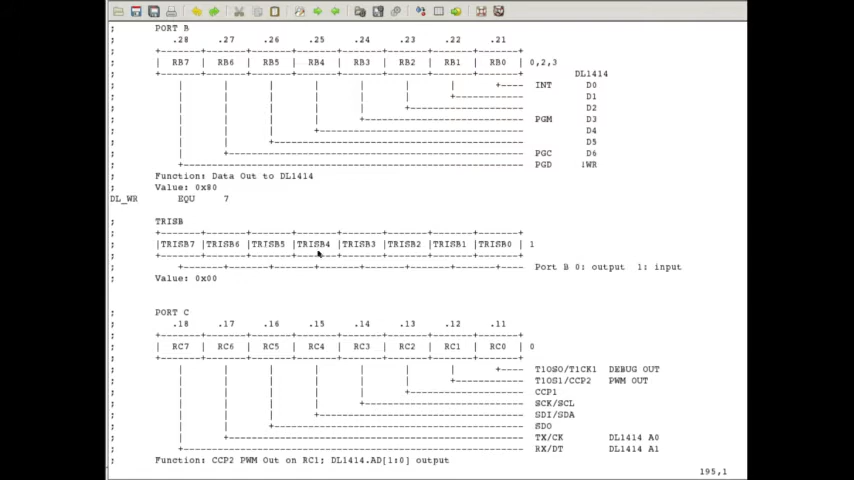 ;       PORT B
;        .28    .27    .26    .25    .24    .23    .22    .21
;       +------+------+------+------+------+------+------+------+
;       | RB7  | RB6  | RB5  | RB4  | RB3  | RB2  | RB1  | RB0  | 0,2,3
;       +------+------+------+------+------+------+------+------+        DL1414
;          |      |      |      |      |      |      |      +----  INT      D0
;          |      |      |      |      |      |      +-----------           D1
;          |      |      |      |      |      +------------------           D2
;          |      |      |      |      +-------------------------  PGM      D3
;          |      |      |      +--------------------------------           D4
;          |      |      +---------------------------------------           D5
;          |      +----------------------------------------------  PGC      D6
;          +-----------------------------------------------------  PGD     !WR
;       Function: Data Out to DL1414
;       Value: 0x80
DL_WR       EQU     7
;
;       TRISB
;       +------+------+------+------+------+------+------+------+
;       |TRISB7|TRISB6|TRISB5|TRISB4|TRISB3|TRISB2|TRISB1|TRISB0| 1
;       +------+------+------+------+------+------+------+------+
;          +------+------+------+------+------+------+------+----  Port B 0: output  1: input
;       Value: 0x00
;
;
;       PORT C
;        .18    .17    .16    .15    .14    .13    .12    .11
;       +------+------+------+------+------+------+------+------+
;       | RC7  | RC6  | RC5  | RC4  | RC3  | RC2  | RC1  | RC0  | 0
;       +------+------+------+------+------+------+------+------+
;          |      |      |      |      |      |      |      +----  T1OSO/T1CK1  DEBUG OUT
;          |      |      |      |      |      |      +-----------  T1OS1/CCP2   PWM OUT
;          |      |      |      |      |      +------------------  CCP1
;          |      |      |      |      +-------------------------  SCK/SCL
;          |      |      |      +--------------------------------  SDI/SDA
;          |      |      +---------------------------------------  SDO
;          |      +----------------------------------------------  TX/CK        DL1414 A0
;          +-----------------------------------------------------  RX/DT        DL1414 A1
;       Function: CCP2 PWM Out on RC1; DL1414.AD[1:0] output
195,1